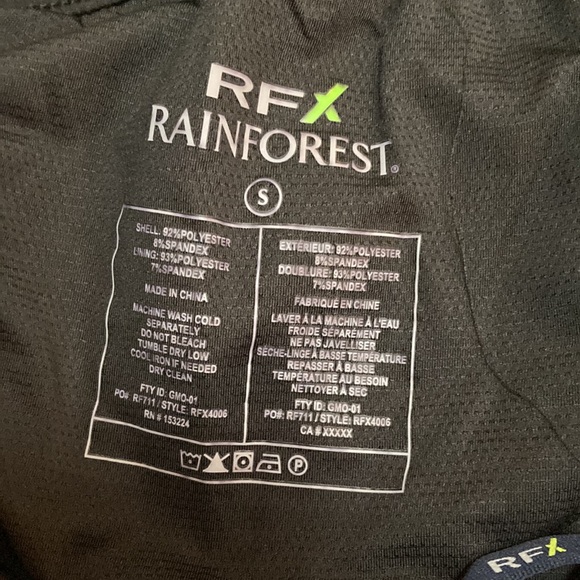 RFX
RAINFOREST®
S
SHELL: 92%POLYESTER
8%SPANDEX
LINING: 93%POLYESTER
7%SPANDEX
MADE IN CHINA
MACHINE WASH COLD
SEPARATELY
DO NOT BLEACH
TUMBLE DRY LOW
COOL IRON IF NEEDED
DRY CLEAN
FTY ID: GMO-01
PO#: RF711 / STYLE: RFX4006
RN # 153224
EXTÉRIEUR: 92%POLYESTER
8%SPANDEX
DOUBLURE: 93%POLYESTER
7%SPANDEX
FABRIQUÉ EN CHINE
LAVER À LA MACHINE À L'EAU
FROIDE SÉPARÉMENT
NE PAS JAVELLISER
SÈCHE-LINGE À BASSE TEMPÉRATURE
REPASSER À BASSE
TEMPÉRATURE AU BESOIN
NETTOYER À SEC
FTY ID: GMO-01
PO#: RF711 / STYLE: RFX4006
CA # XXXXX
P
RFX